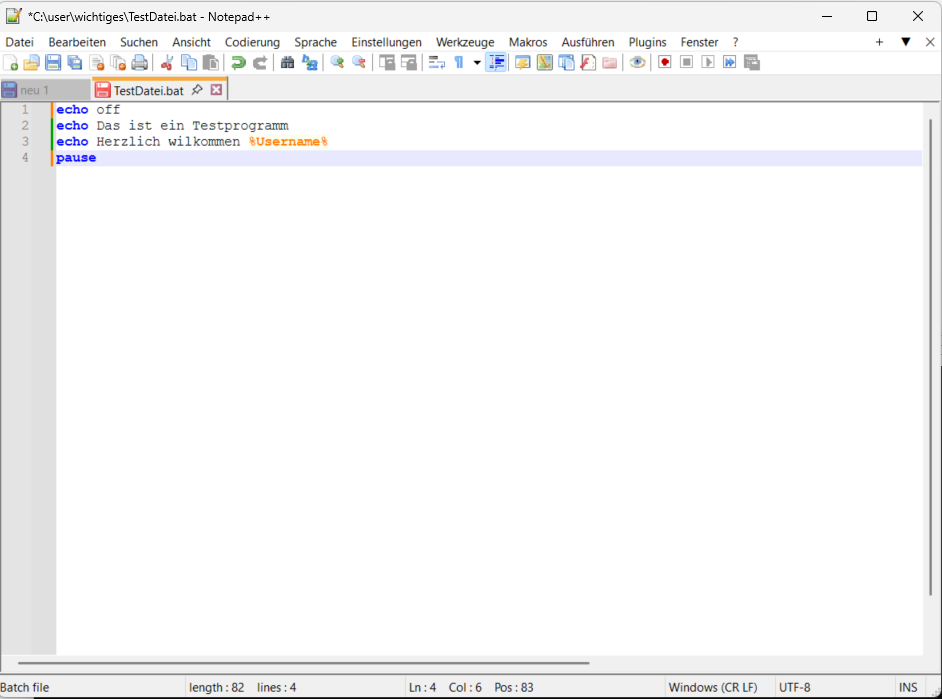 *C:\user\wichtiges\TestDatei.bat - Notepad++
Datei Bearbeiten Suchen Ansicht Codierung Sprache Einstellungen Werkzeuge Makros Ausführen Plugins Fenster ? + ▼ ✕
neu 1 TestDatei.bat
1 echo off
2 echo Das ist ein Testprogramm
3 echo Herzlich wilkommen %Username%
4 pause
Batch file length : 82 lines : 4 Ln : 4 Col : 6 Pos : 83 Windows (CR LF) UTF-8 INS